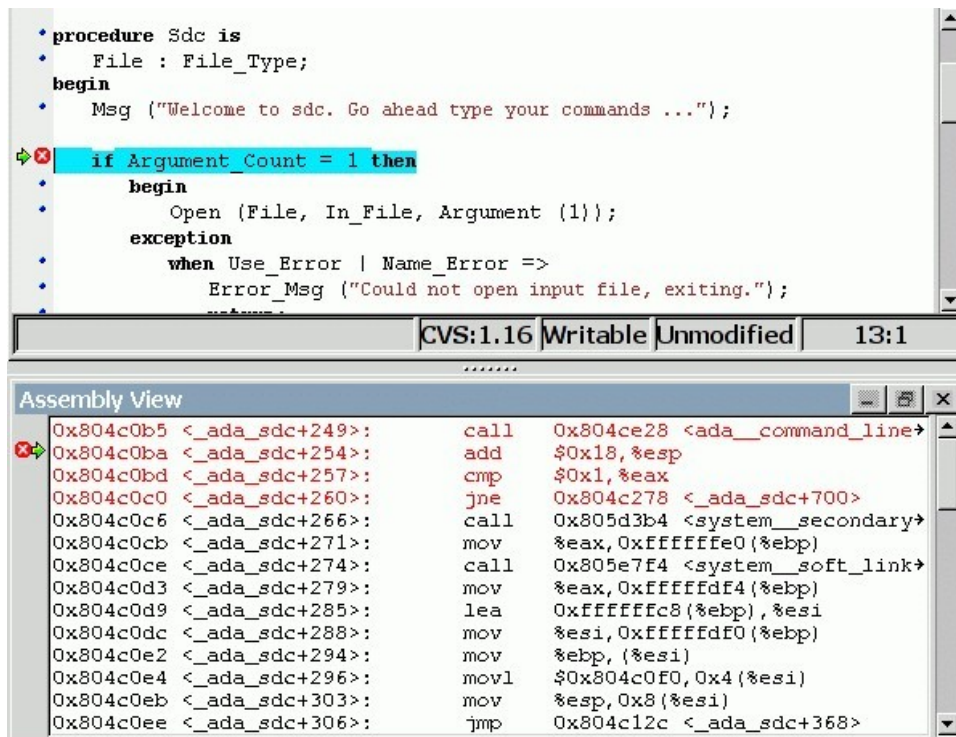 procedure Sdc is
File : File_Type;
begin
Msg ("Welcome to sdc. Go ahead type your commands ...");
if Argument_Count = 1 then
begin
Open (File, In_File, Argument (1));
exception
when Use_Error | Name_Error =>
Error_Msg ("Could not open input file, exiting.");
CVS:1.16 Writable Unmodified 13:1
Assembly View
0x804c0b5 <_ada_sdc+249>: call 0x804ce28 <ada__command_line
0x804c0ba <_ada_sdc+254>: add $0x18,%esp
0x804c0bd <_ada_sdc+257>: cmp $0x1,%eax
0x804c0c0 <_ada_sdc+260>: jne 0x804c278 <_ada_sdc+700>
0x804c0c6 <_ada_sdc+266>: call 0x805d3b4 <system__secondary
0x804c0cb <_ada_sdc+271>: mov %eax,0xffffffe0(%ebp)
0x804c0ce <_ada_sdc+274>: call 0x805e7f4 <system__soft_link
0x804c0d3 <_ada_sdc+279>: mov %eax,0xfffffdf4(%ebp)
0x804c0d9 <_ada_sdc+285>: lea 0xffffffc8(%ebp),%esi
0x804c0dc <_ada_sdc+288>: mov %esi,0xfffffdf0(%ebp)
0x804c0e2 <_ada_sdc+294>: mov %ebp,(%esi)
0x804c0e4 <_ada_sdc+296>: movl $0x804c0f0,0x4(%esi)
0x804c0eb <_ada_sdc+303>: mov %esp,0x8(%esi)
0x804c0ee <_ada_sdc+306>: jmp 0x804c12c <_ada_sdc+368>